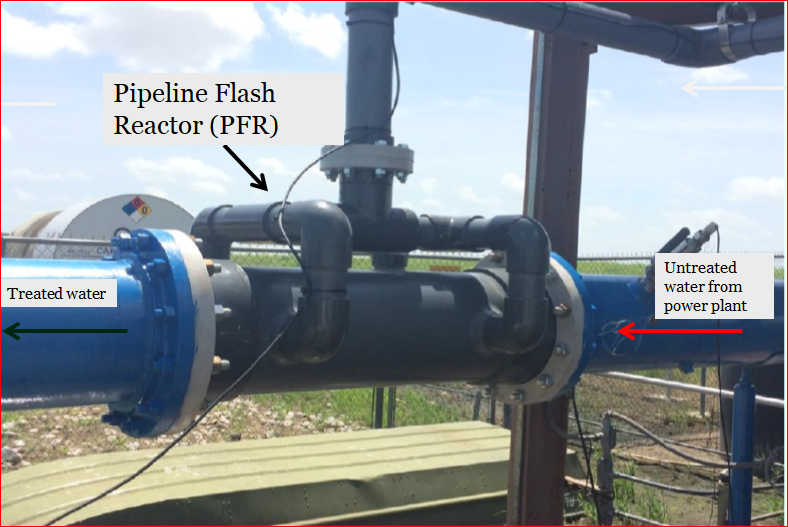 Pipeline Flash
Reactor (PFR)
Treated water
Untreated
water from
power plant